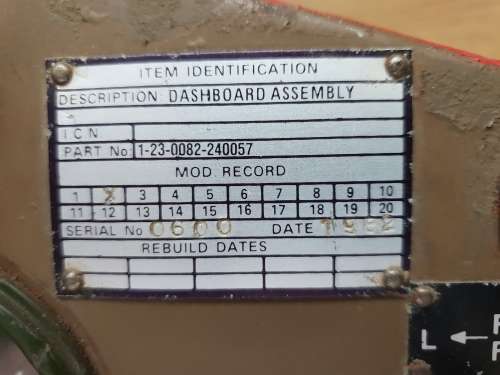 ITEM IDENTIFICATION
DESCRIPTION DASHBOARD ASSEMBLY
I C N
PART No 1-23-0082-240057
MOD. RECORD
1 2 3 4 5 6 7 8 9 10
11 12 13 14 15 16 17 18 19 20
SERIAL No 0600 DATE 1982
REBUILD DATES
L ←